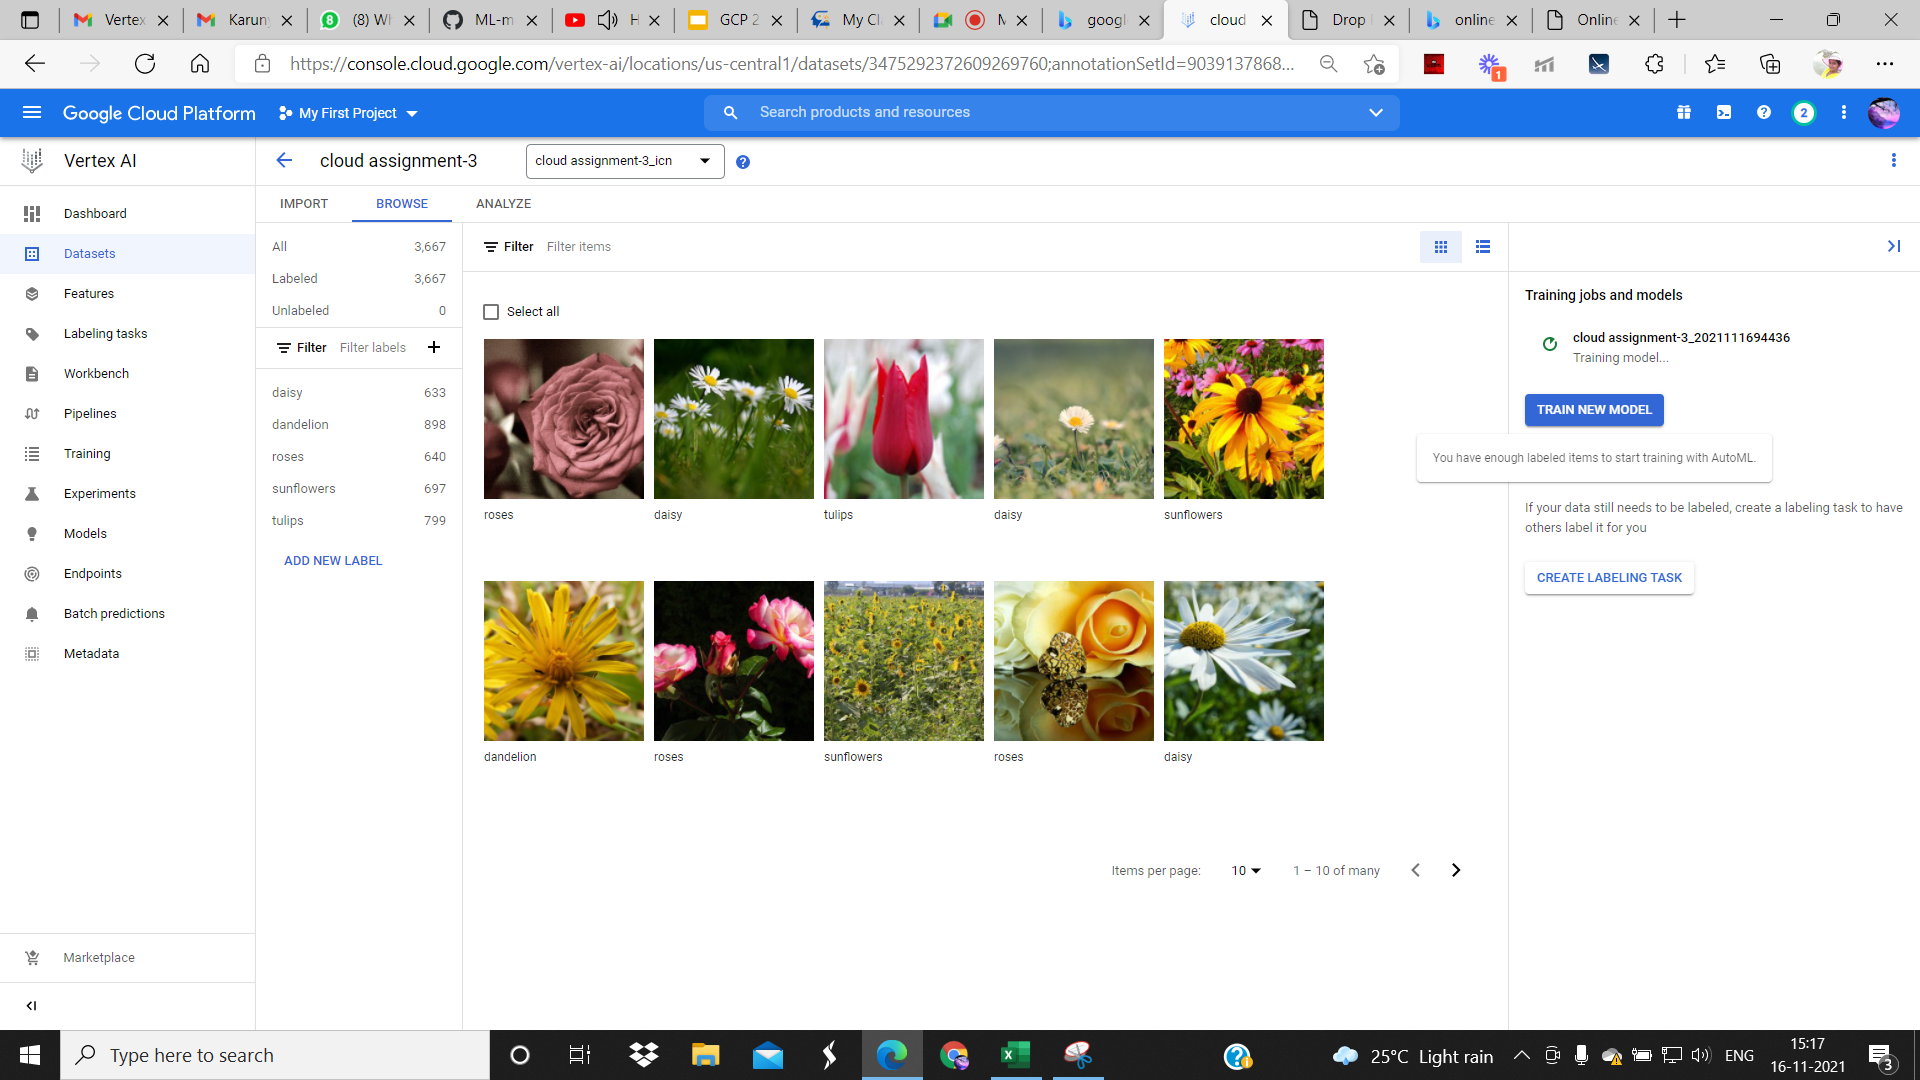 Vertex
Karun
(8) Wh
ML-m
H
GCP 2
My Cl
M
googl
cloud
Drop
online
Online
https://console.cloud.google.com/vertex-ai/locations/us-central1/datasets/3475292372609269760;annotationSetId=9039137868...
1
Google Cloud Platform
My First Project
Search products and resources
2
Vertex AI
cloud assignment-3
cloud assignment-3_icn
IMPORT
BROWSE
ANALYZE
Dashboard
Datasets
Features
Labeling tasks
Workbench
Pipelines
Training
Experiments
Models
Endpoints
Batch predictions
Metadata
Marketplace
All 3,667
Labeled 3,667
Unlabeled 0
Filter Filter labels
daisy 633
dandelion 898
roses 640
sunflowers 697
tulips 799
ADD NEW LABEL
Filter Filter items
Select all
roses
daisy
tulips
daisy
sunflowers
dandelion
roses
sunflowers
roses
daisy
Items per page: 10 1 – 10 of many
Training jobs and models
cloud assignment-3_2021111694436
Training model...
TRAIN NEW MODEL
You have enough labeled items to start training with AutoML.
If your data still needs to be labeled, create a labeling task to have
others label it for you
CREATE LABELING TASK
Type here to search
25°C Light rain
ENG
15:17
16-11-2021
3